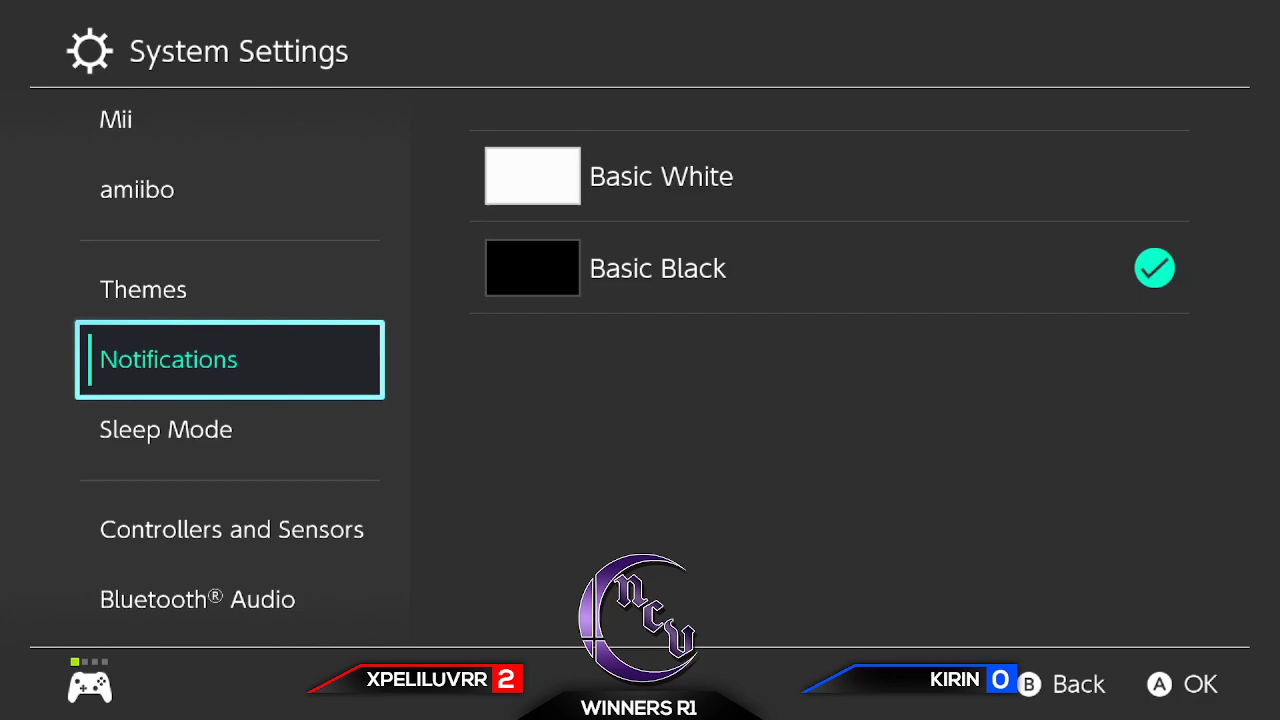 System Settings
Mii
amiibo
Themes
Notifications
Sleep Mode
Controllers and Sensors
Bluetooth® Audio
Basic White
Basic Black
ncv
XPELILUVRR 2
KIRIN 0
B Back
A OK
WINNERS R1